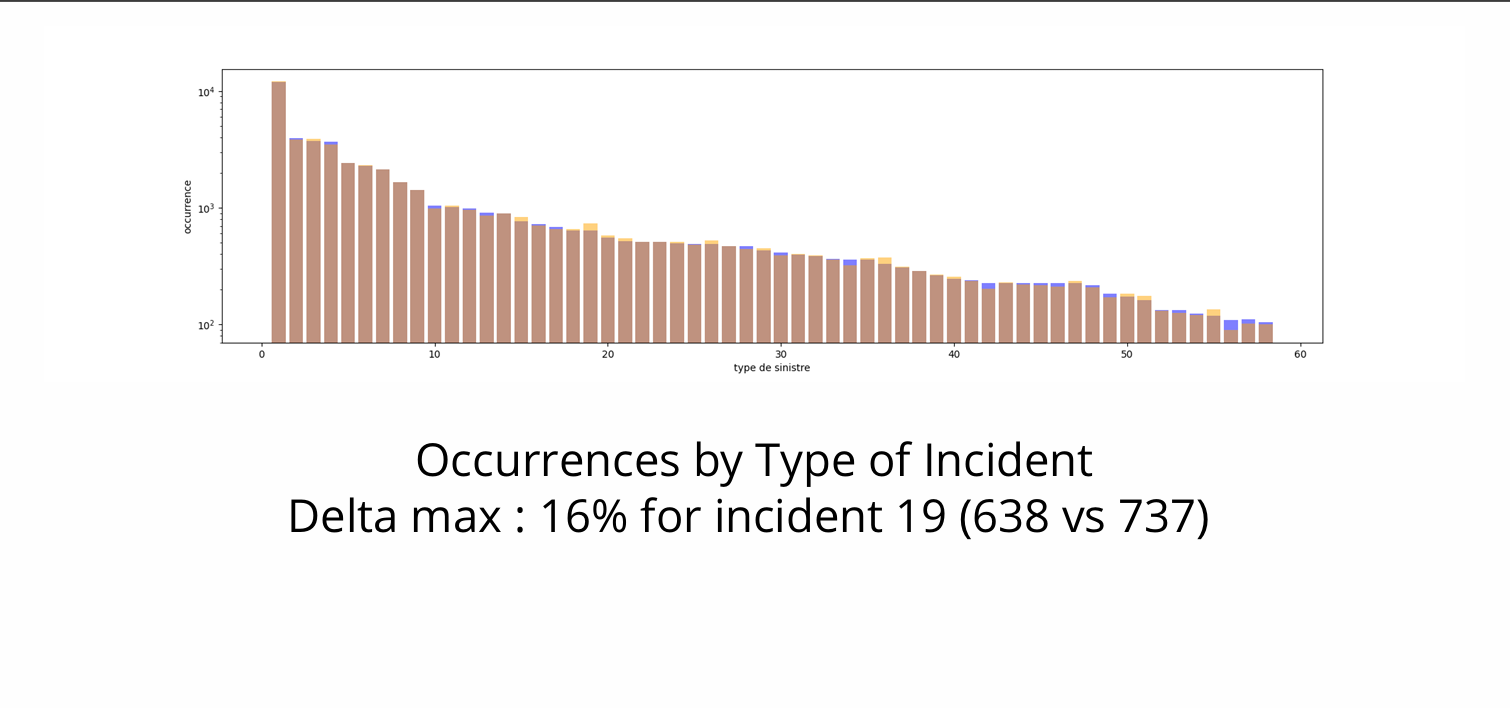 10⁴
10³
10²
occurrence
0 10 20 30 40 50 60
type de sinistre
Occurrences by Type of Incident
Delta max : 16% for incident 19 (638 vs 737)